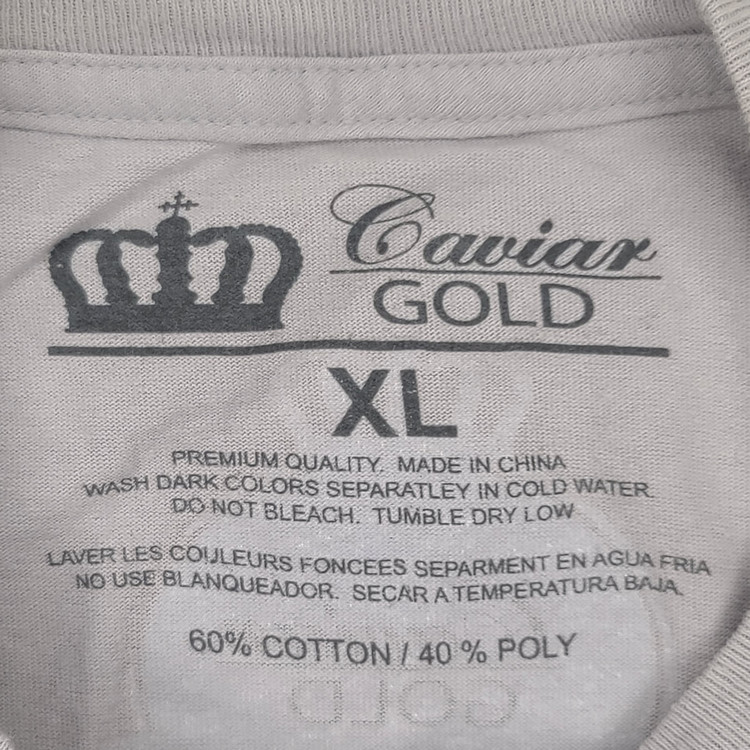 Caviar
GOLD
XL
PREMIUM QUALITY. MADE IN CHINA
WASH DARK COLORS SEPARATLEY IN COLD WATER.
DO NOT BLEACH. TUMBLE DRY LOW
LAVER LES COULEURS FONCEES SEPARMENT EN AGUA FRIA
NO USE BLANQUEADOR. SECAR A TEMPERATURA BAJA.
60% COTTON / 40 % POLY
GOLD